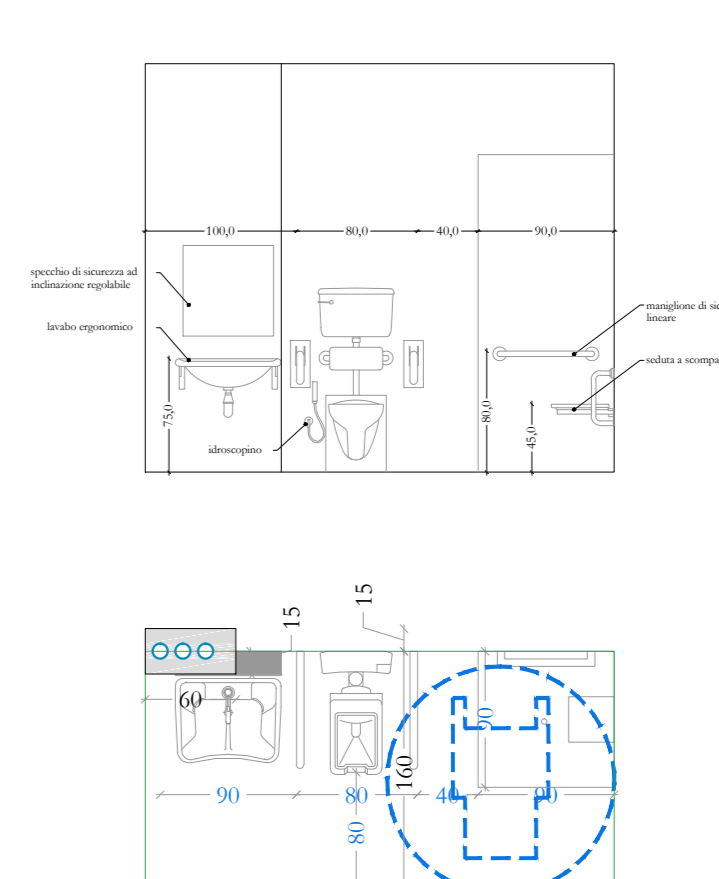 100,0
80,0
40,0
90,0
specchio di sicurezza ad
inclinazione regolabile
lavabo ergonomico
maniglione di sic
lineare
seduta a scompa
75,0
80,0
45,0
idroscopino
15
15
60
90
160
90
80
40
90
80